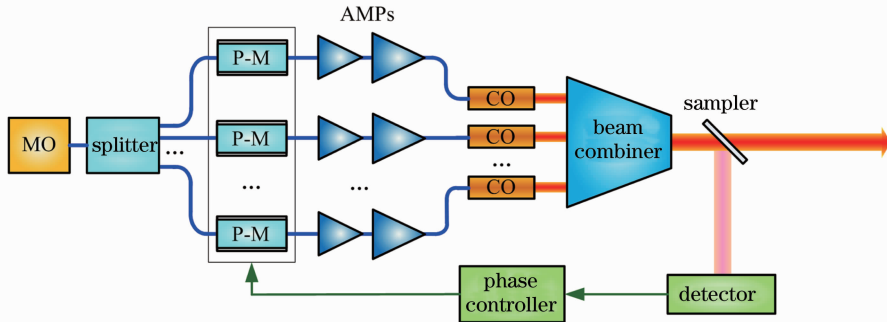 AMPs
P-M
CO
sampler
MO
splitter
...
P-M
CO
beam
combiner
...
...
...
CO
P-M
phase
controller
detector